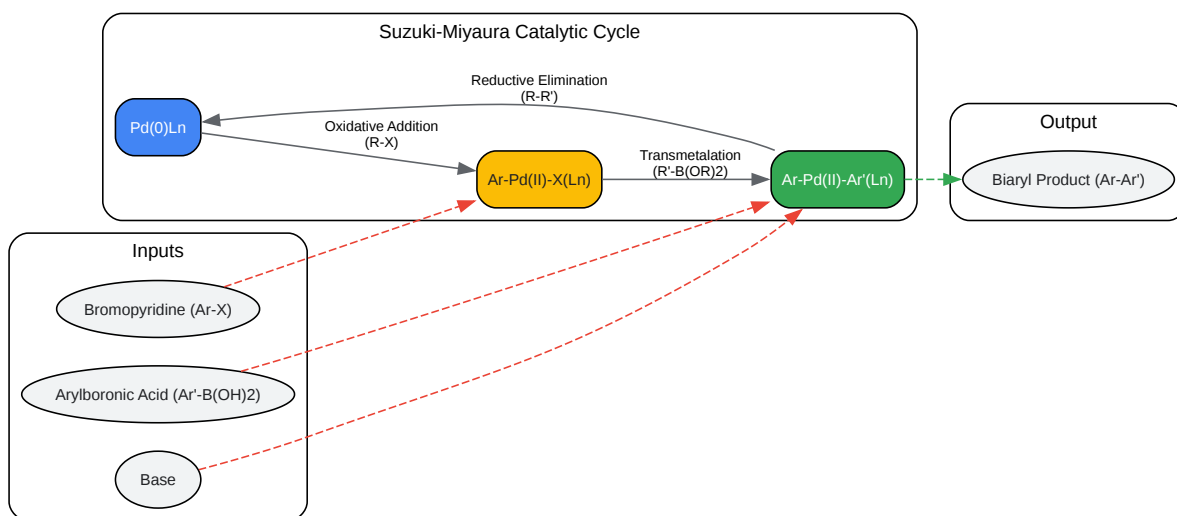 Suzuki-Miyaura Catalytic Cycle
Reductive Elimination
(R-R')
Pd(0)Ln
Oxidative Addition
(R-X)
Ar-Pd(II)-X(Ln)
Transmetalation
(R'-B(OR)2)
Ar-Pd(II)-Ar'(Ln)
Output
Biaryl Product (Ar-Ar')
Inputs
Bromopyridine (Ar-X)
Arylboronic Acid (Ar'-B(OH)2)
Base